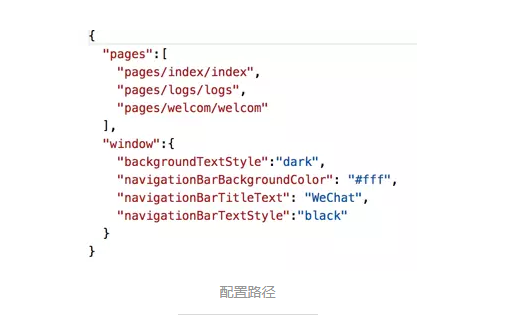 {
"pages":[
"pages/index/index",
"pages/logs/logs",
"pages/welcom/welcom"
],
"window":{
"backgroundTextStyle":"dark",
"navigationBarBackgroundColor": "#fff",
"navigationBarTitleText": "WeChat",
"navigationBarTextStyle":"black"
}
}
配置路径